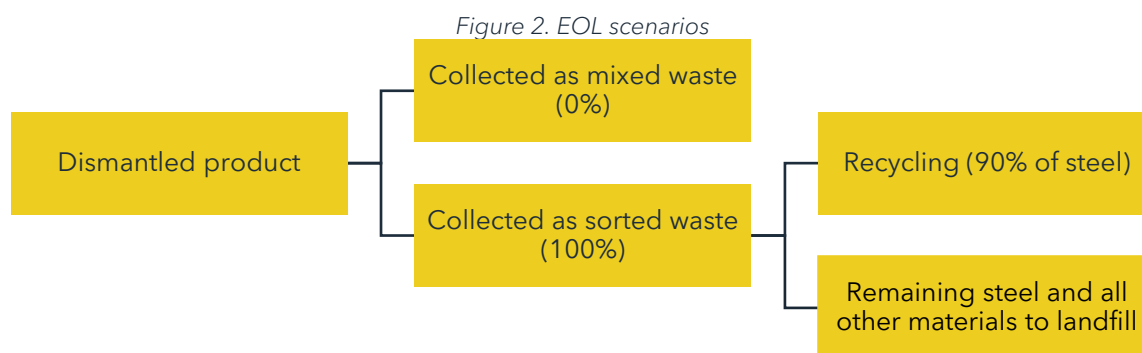 Figure 2. EOL scenarios
Collected as mixed waste
(0%)
Dismantled product
Recycling (90% of steel)
Collected as sorted waste
(100%)
Remaining steel and all
other materials to landfill